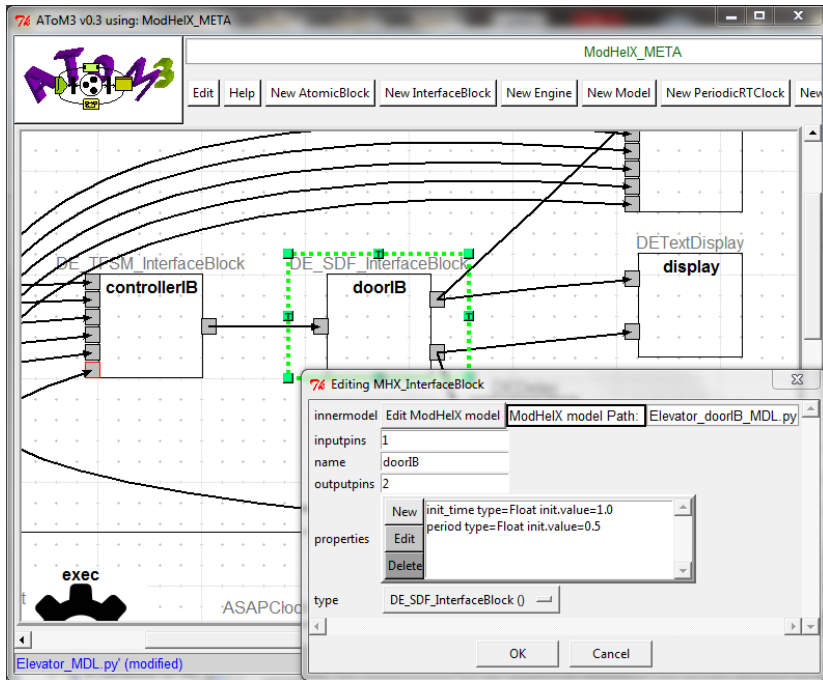 AToM3 v0.3 using: ModHelX_META
AToM3
ModHelX_META
Edit Help New AtomicBlock New InterfaceBlock New Engine New Model New PeriodicRTClock New
DETextDisplay
display
DE_TFSM_InterfaceBlock DE_SDF_InterfaceBlock
controllerIB doorIB
Editing MHX_InterfaceBlock
innermodel Edit ModHelX model ModHelX model Path: Elevator_doorIB_MDL.py
inputpins 1
name doorIB
outputpins 2
properties New Edit Delete
init_time type=Float init.value=1.0
period type=Float init.value=0.5
type DE_SDF_InterfaceBlock ()
exec
t
ASAPCloc
OK Cancel
Elevator_MDL.py' (modified)